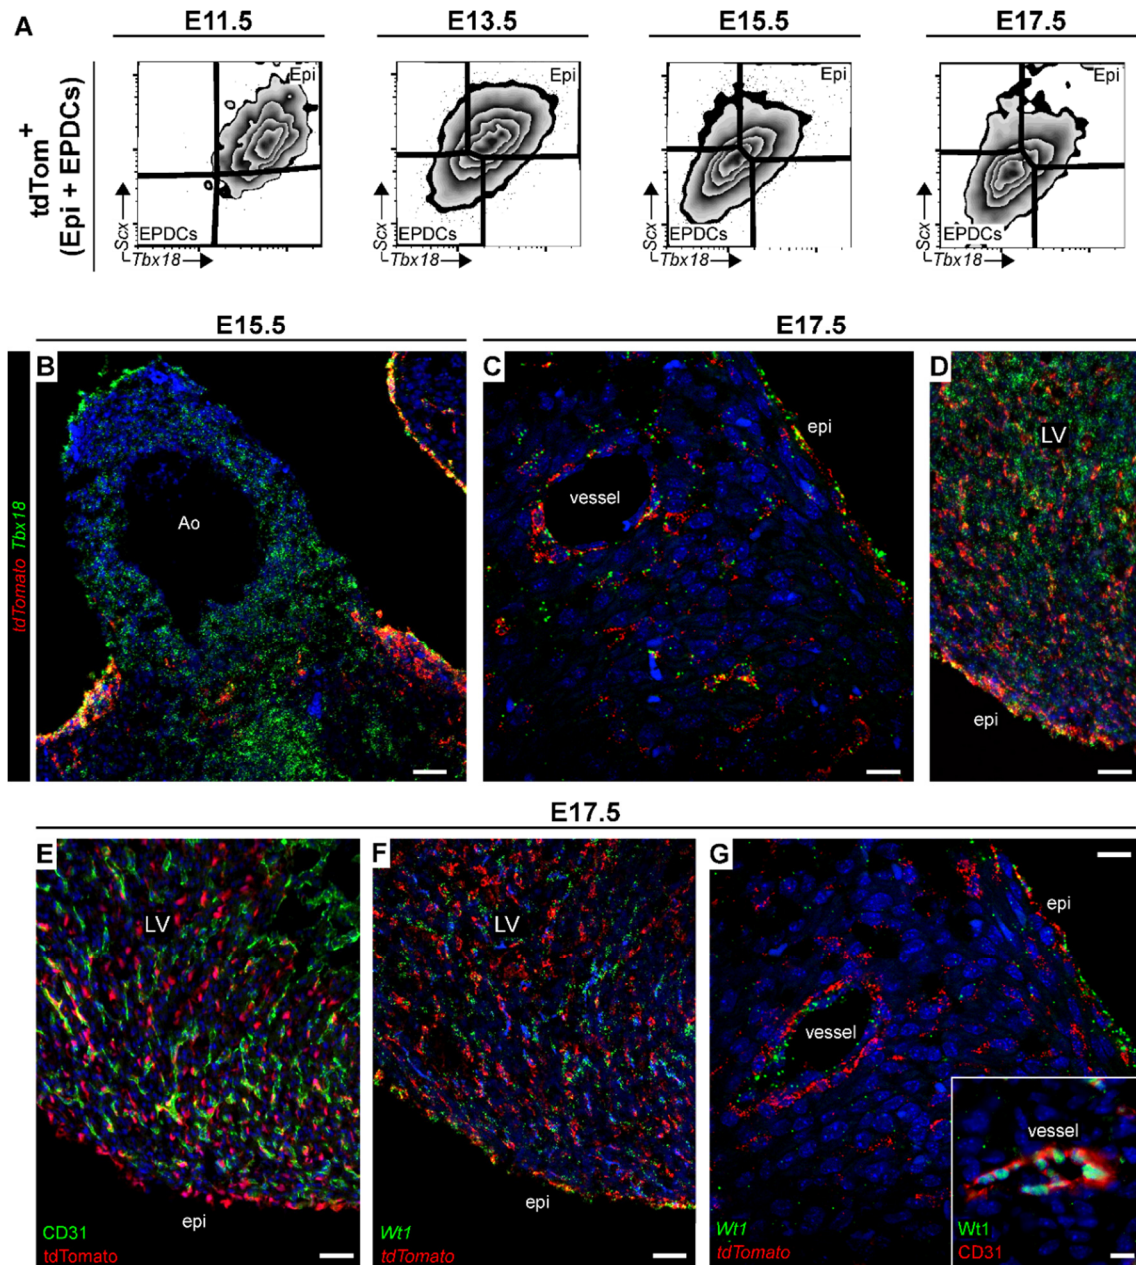 A
E11.5
E13.5
E15.5
E17.5
tdTom+
(Epi + EPDCs)
Epi
EPDCs
Scx
Tbx18
Epi
EPDCs
Scx
Tbx18
Epi
EPDCs
Scx
Tbx18
Epi
EPDCs
Scx
Tbx18
E15.5
E17.5
tdTomato Tbx18
B
Ao
C
epi
vessel
D
LV
epi
E17.5
E
LV
epi
CD31
tdTomato
F
LV
epi
Wt1
tdTomato
G
epi
vessel
Wt1
tdTomato
vessel
Wt1
CD31